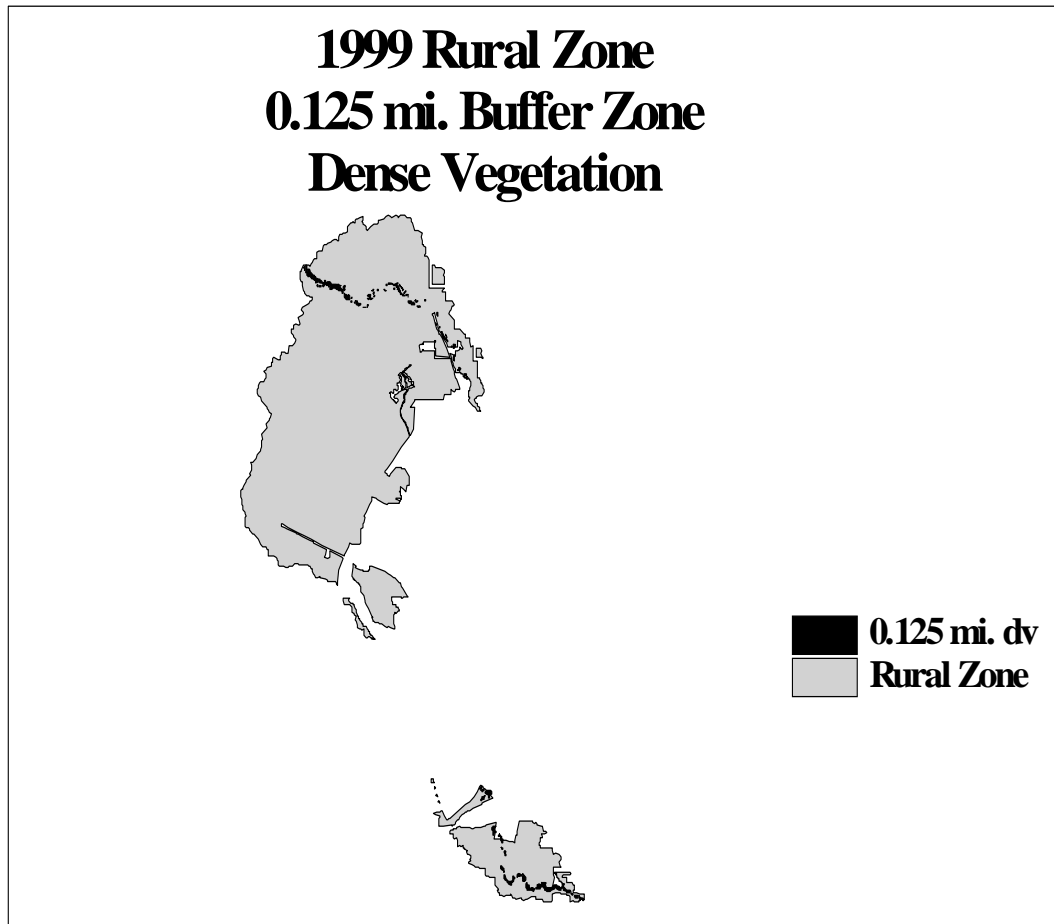 1999 Rural Zone
0.125 mi. Buffer Zone
Dense Vegetation
0.125 mi. dv
Rural Zone